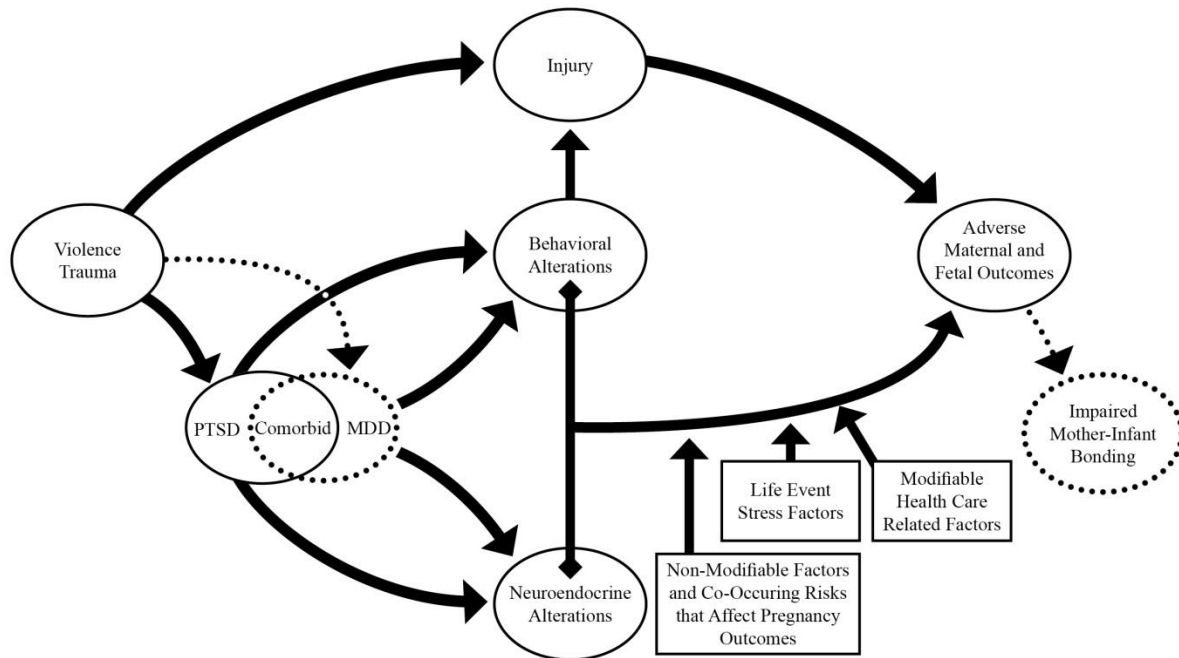 Injury
Violence
Trauma
Behavioral
Alterations
Adverse
Maternal and
Fetal Outcomes
PTSD
Comorbid
MDD
Impaired
Mother-Infant
Bonding
Life Event
Stress Factors
Modifiable
Health Care
Related Factors
Neuroendocrine
Alterations
Non-Modifiable Factors
and Co-Occuring Risks
that Affect Pregnancy
Outcomes